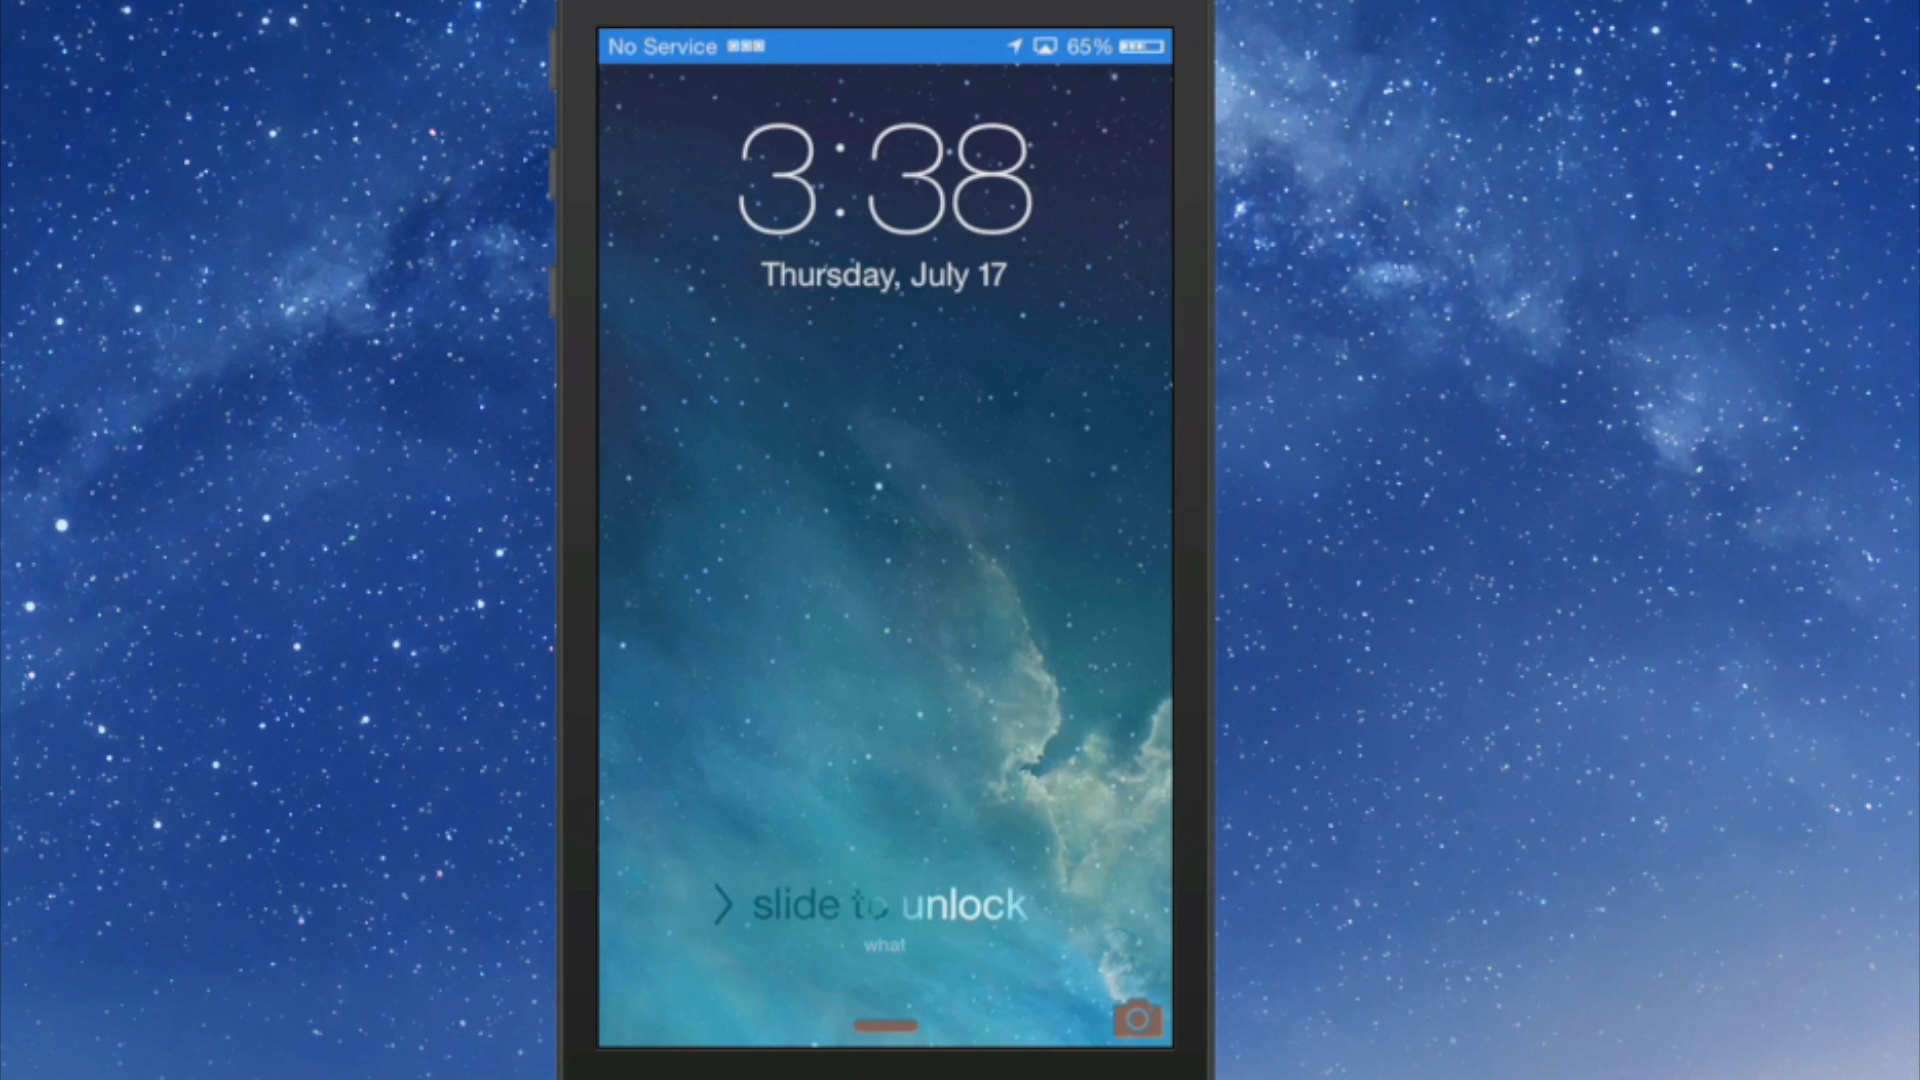 No Service
65%
3:38
Thursday, July 17
> slide to unlock
what